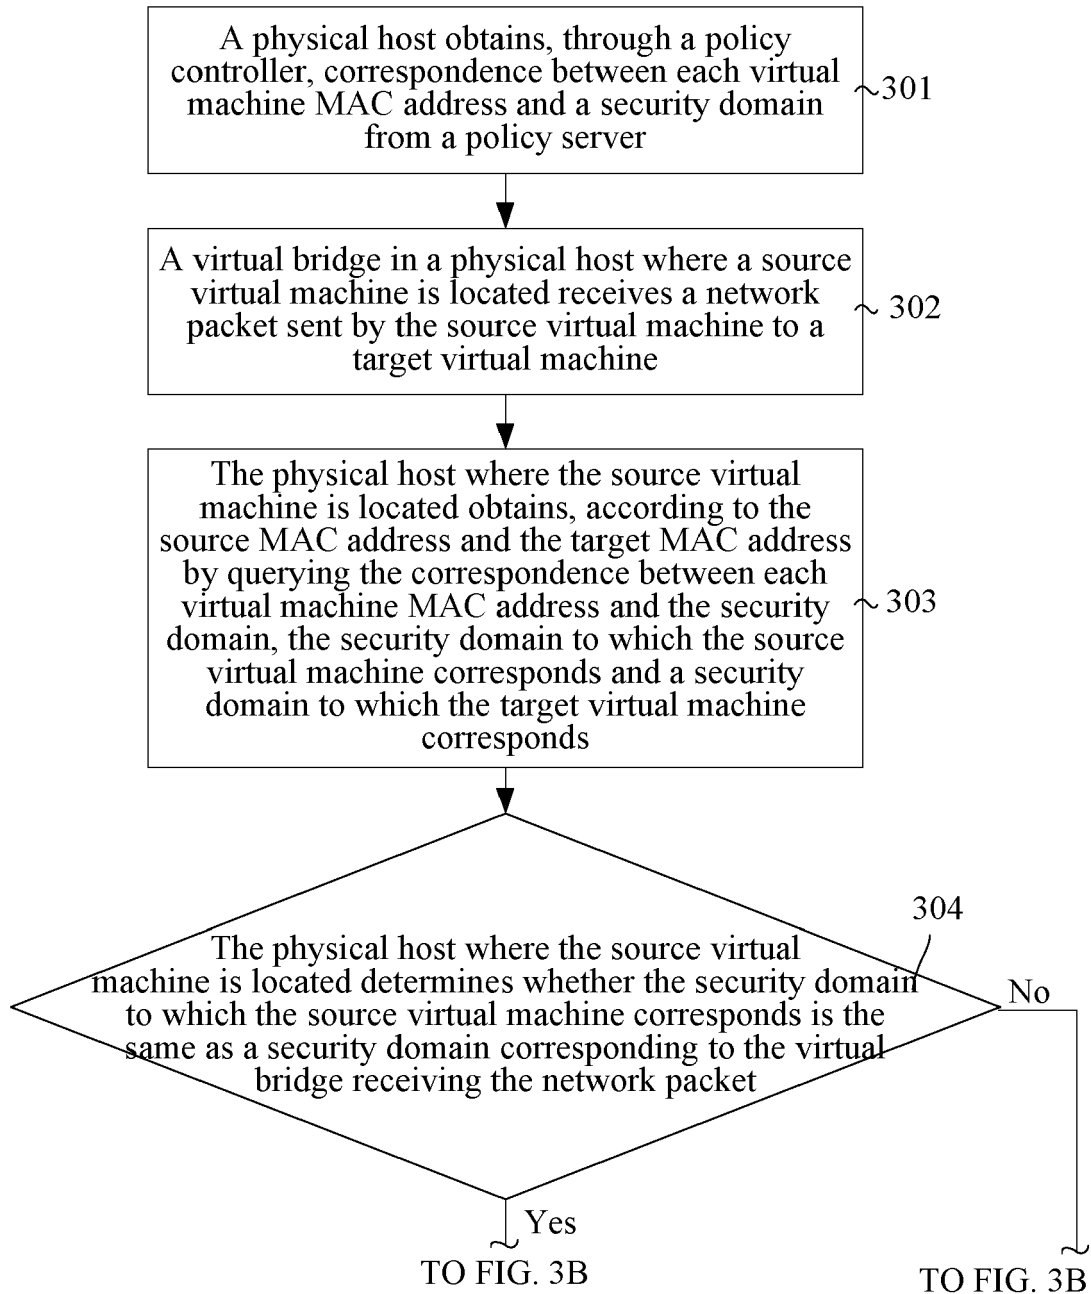 A physical host obtains, through a policy
controller, correspondence between each virtual
machine MAC address and a security domain
from a policy server
301
A virtual bridge in a physical host where a source
virtual machine is located receives a network
packet sent by the source virtual machine to a
target virtual machine
302
The physical host where the source virtual
machine is located obtains, according to the
source MAC address and the target MAC address
by querying the correspondence between each
virtual machine MAC address and the security
domain, the security domain to which the source
virtual machine corresponds and a security
domain to which the target virtual machine
corresponds
303
304
The physical host where the source virtual
machine is located determines whether the security domain
to which the source virtual machine corresponds is the
same as a security domain corresponding to the virtual
bridge receiving the network packet
No
Yes
TO FIG. 3B
TO FIG. 3B